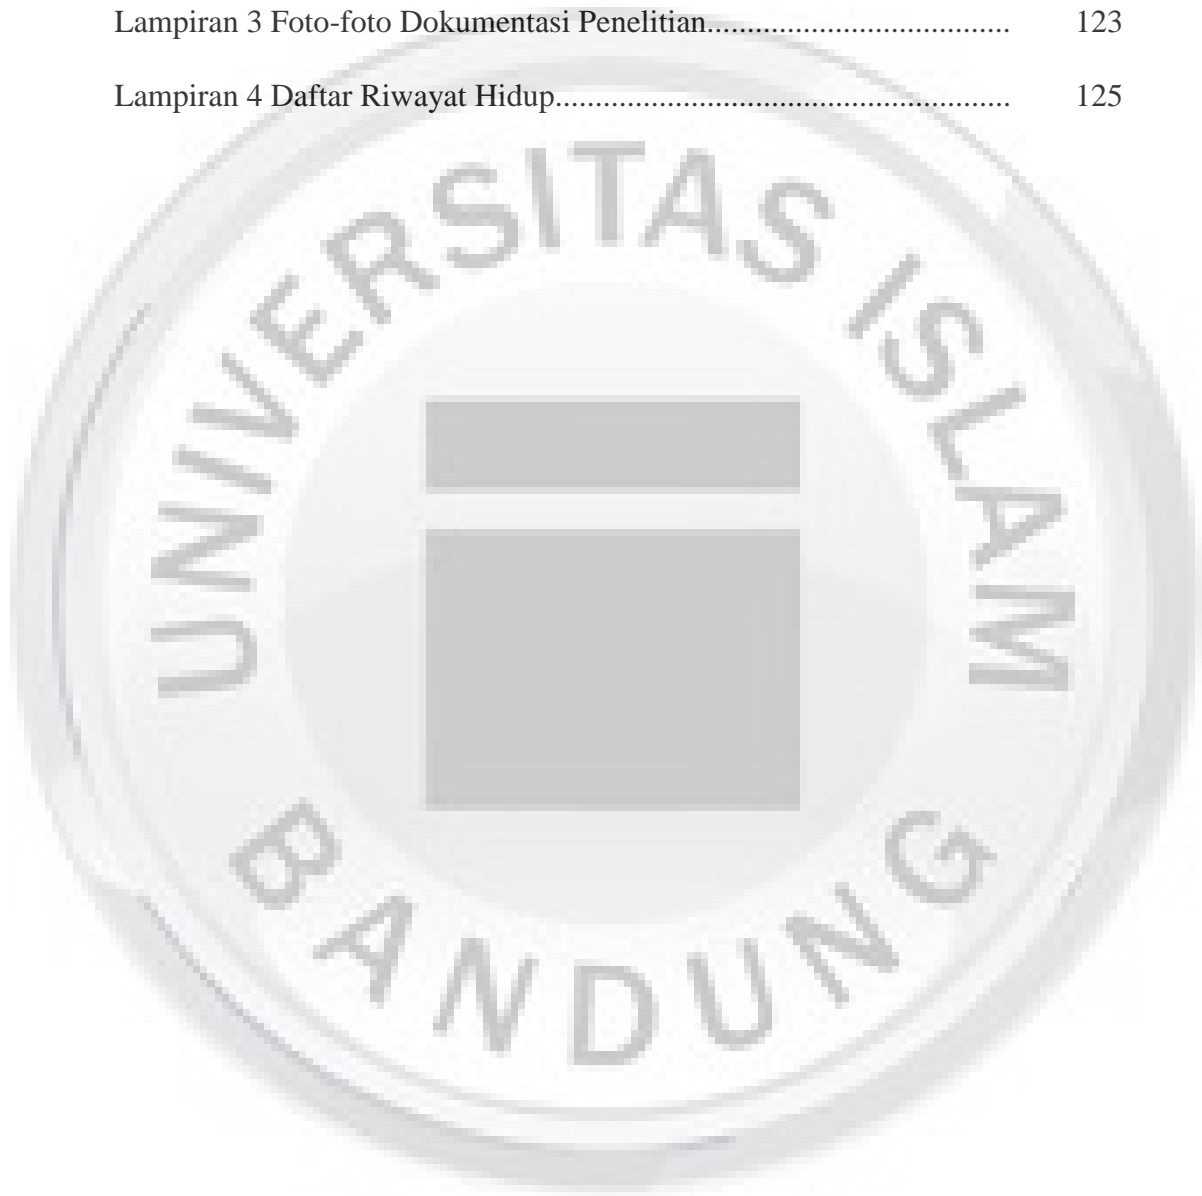 Lampiran 3 Foto-foto Dokumentasi Penelitian.................................. 123
Lampiran 4 Daftar Riwayat Hidup................................................... 125
UNIVERSITAS ISLAM
BANDUNG